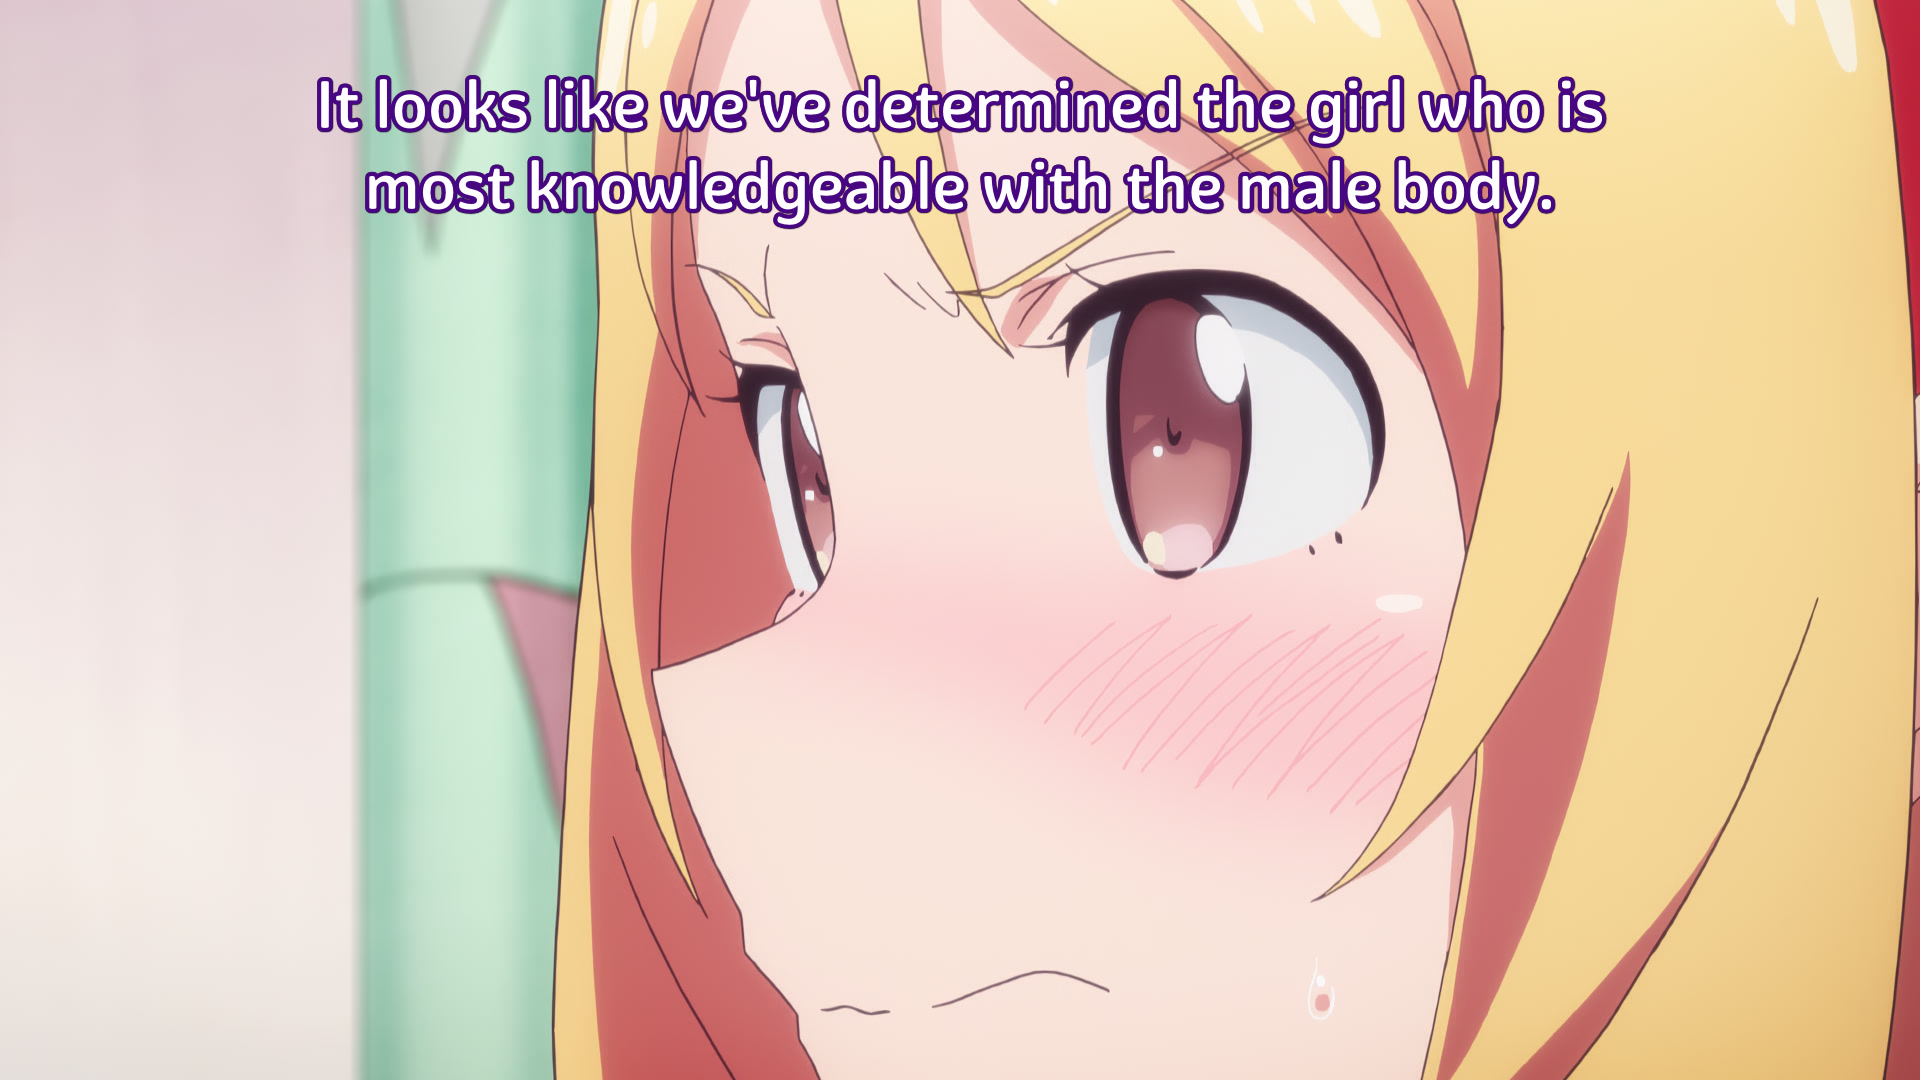 It looks like we've determined the girl who is
most knowledgeable with the male body.